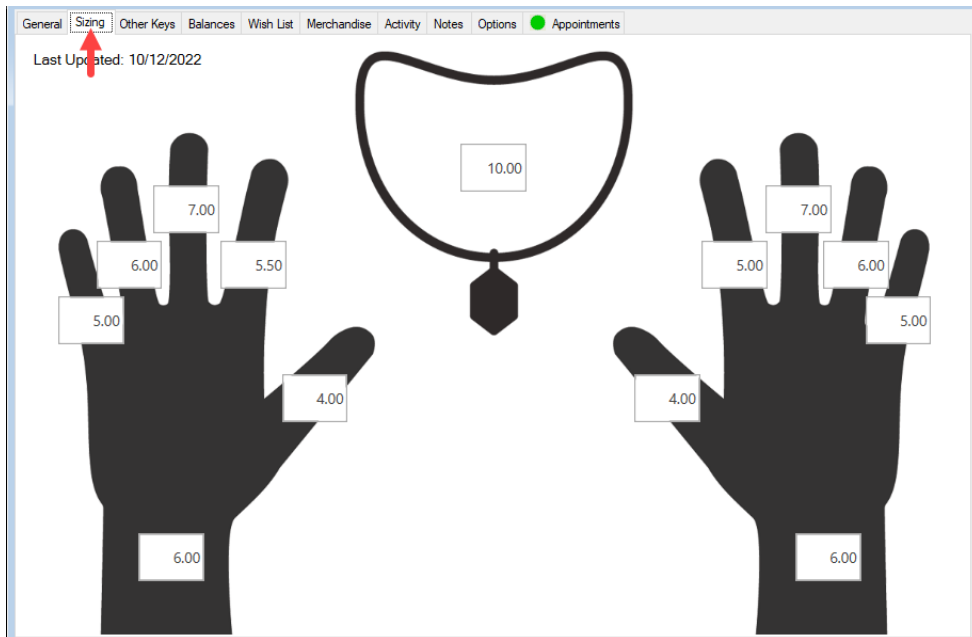 General Sizing Other Keys Balances Wish List Merchandise Activity Notes Options Appointments
Last Updated: 10/12/2022
10.00
7.00 7.00
6.00 5.50 5.00 6.00
5.00 5.00
4.00 4.00
6.00 6.00